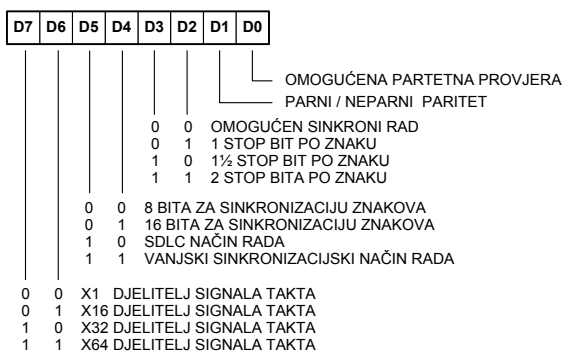 D7 D6 D5 D4 D3 D2 D1 D0
OMOGUĆENA PARTETNA PROVJERA
PARNI / NEPARNI PARITET
0 0 OMOGUĆEN SINKRONI RAD
0 1 1 STOP BIT PO ZNAKU
1 0 1½ STOP BIT PO ZNAKU
1 1 2 STOP BITA PO ZNAKU
0 0 8 BITA ZA SINKRONIZACIJU ZNAKOVA
0 1 16 BITA ZA SINKRONIZACIJU ZNAKOVA
1 0 SDLC NAČIN RADA
1 1 VANJSKI SINKRONIZACIJSKI NAČIN RADA
0 0 X1 DJELITELJ SIGNALA TAKTA
0 1 X16 DJELITELJ SIGNALA TAKTA
1 0 X32 DJELITELJ SIGNALA TAKTA
1 1 X64 DJELITELJ SIGNALA TAKTA